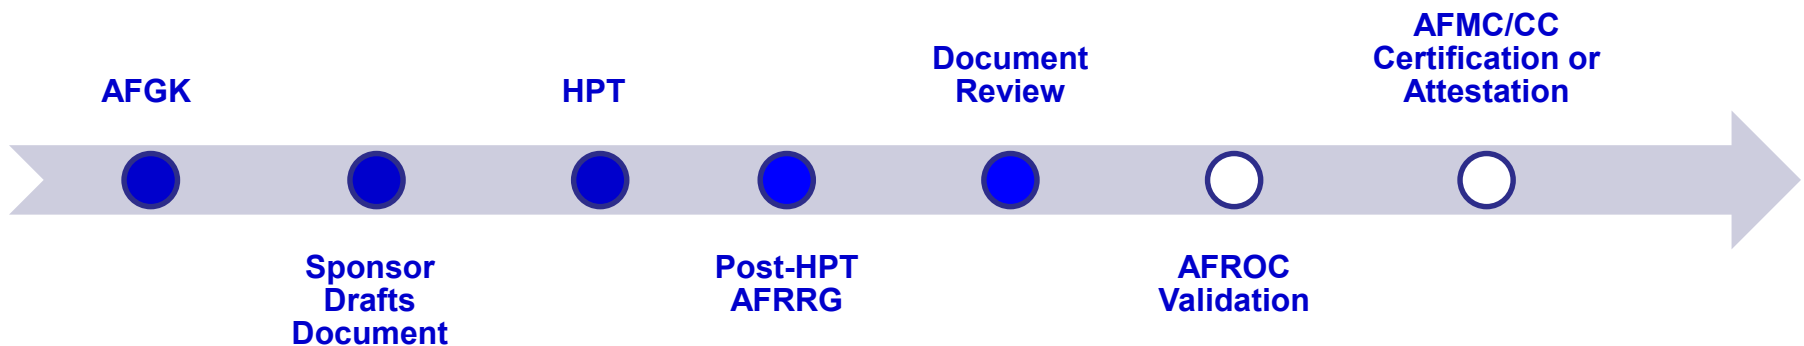 AFGK
Sponsor
Drafts
Document
HPT
Post-HPT
AFRRG
Document
Review
AFROC
Validation
AFMC/CC
Certification or
Attestation